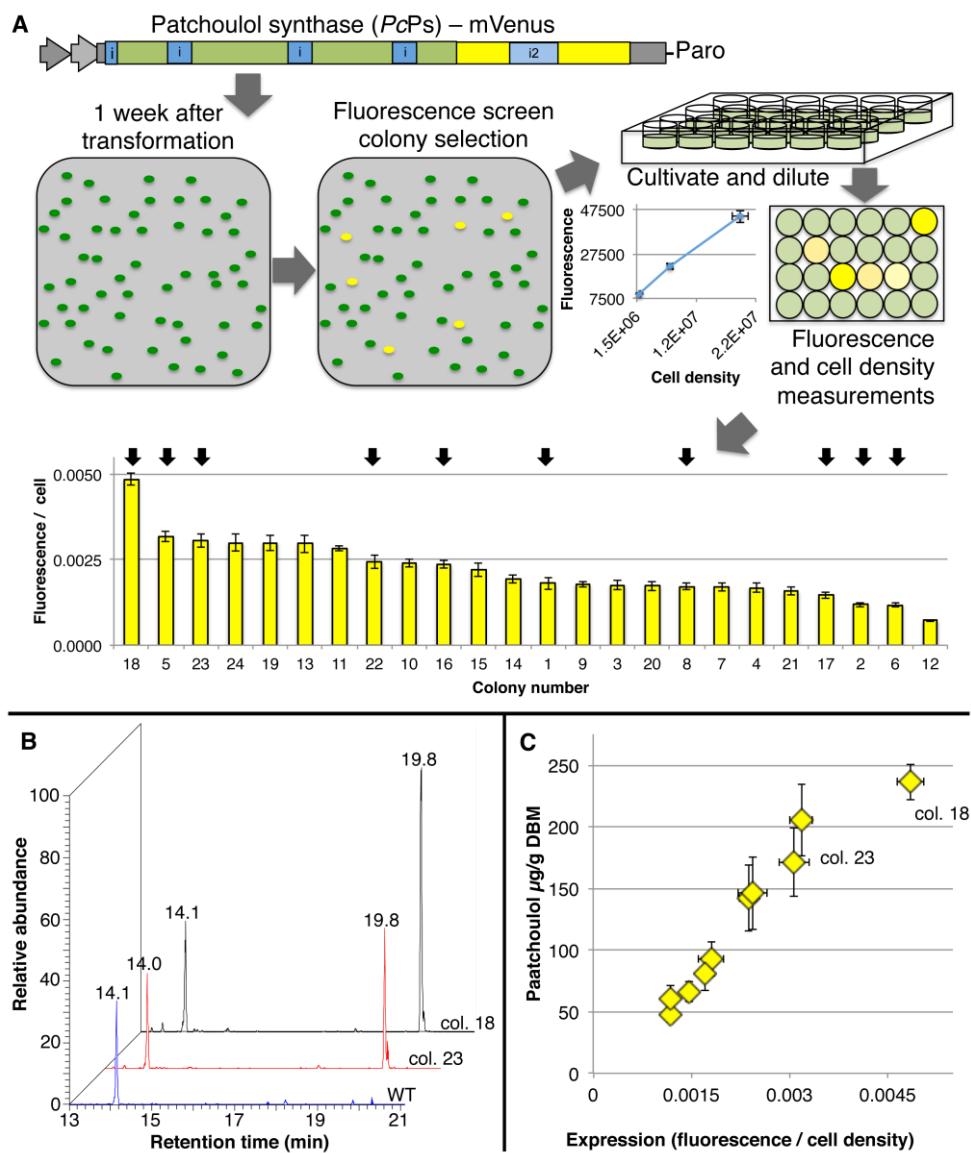 A
Patchoulol synthase (PcPs) – mVenus
i
i
i
i
i2
Paro
1 week after
transformation
Fluorescence screen
colony selection
Cultivate and dilute
Fluorescence
47500
27500
7500
1.5E+06
1.2E+07
2.2E+07
Cell density
Fluorescence
and cell density
measurements
Fluorescence / cell
0.0050
0.0025
0.0000
18 5 23 24 19 13 11 22 10 16 15 14 1 9 3 20 8 7 4 21 17 2 6 12
Colony number
B
Relative abundance
100
80
60
40
20
0
19.8
14.1
col. 18
19.8
14.0
col. 23
14.1
WT
13 15 17 19 21
Retention time (min)
C
Paatchoulol µg/g DBM
250
200
150
100
50
0
col. 18
col. 23
0 0.0015 0.003 0.0045
Expression (fluorescence / cell density)